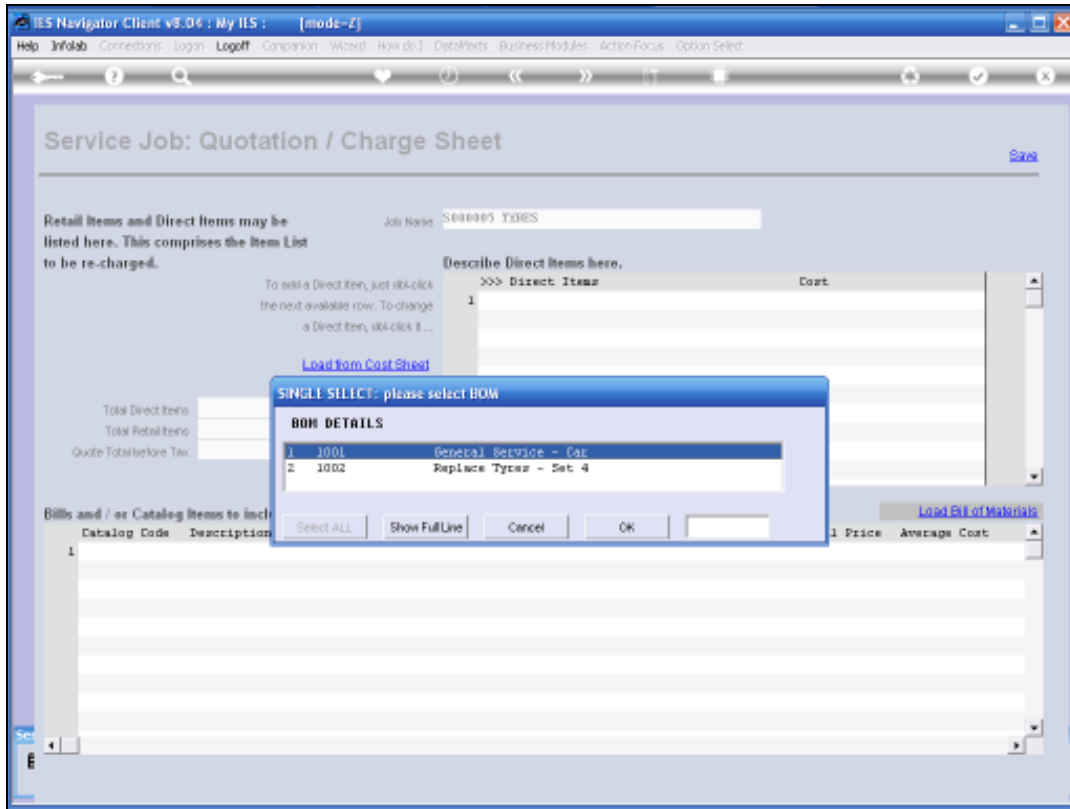 IES Navigator Client v8.04 : My IES :     [mode=Z]
Help  Infolab  Connections  Logon  Logoff  Companion  Wizard  How do I  DataAlerts  Business Modules  Action Focus  Option Select
Service Job: Quotation / Charge Sheet
Save
Retail Items and Direct Items may be
listed here. This comprises the Item List
to be re-charged.
Job Name  S000005 TYRES
Describe Direct Items here.
To add a Direct Item, just dbl-click
the next available row. To change
a Direct Item, dbl-click it ...
>>> Direct Items  Cost
1
Load from Cost Sheet
Total Direct Items
Total Retail Items
Quote Total before Tax
SINGLE SELECT: please select BOM
BOM DETAILS
1  1001  General Service - Car
2  1002  Replace Tyres - Set 4
Select ALL  Show Full Line  Cancel  OK
Bills and / or Catalog Items to incl
Load Bill of Materials
Catalog Code  Description  l Price  Average Cost
1
Se